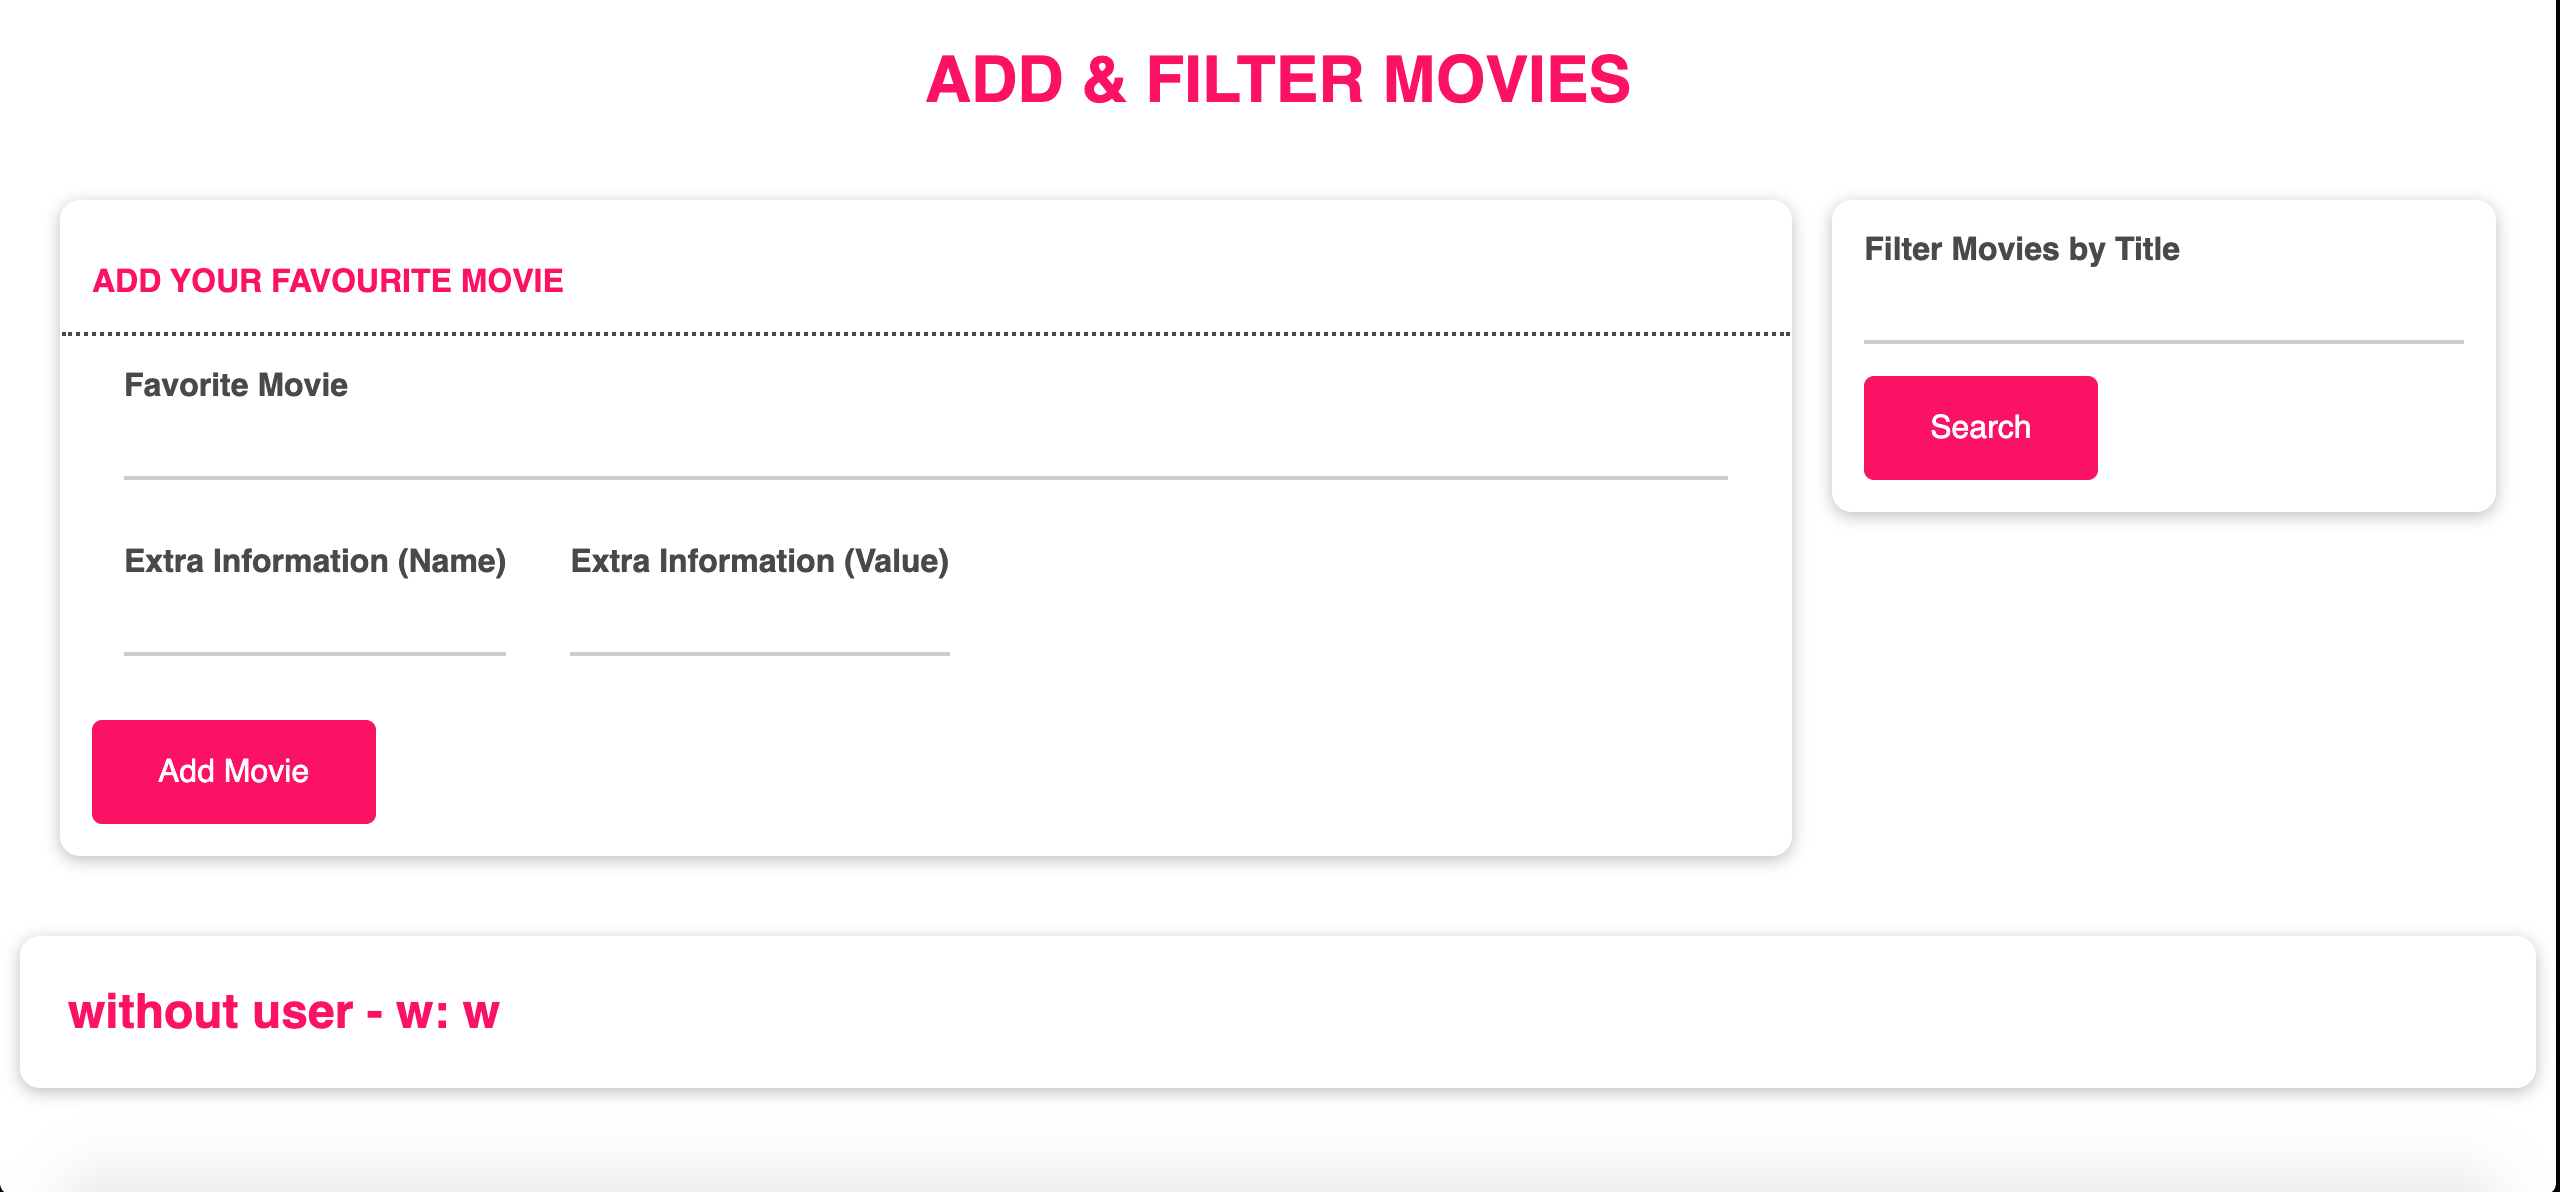 ADD & FILTER MOVIES
ADD YOUR FAVOURITE MOVIE
Favorite Movie
Extra Information (Name)
Extra Information (Value)
Add Movie
Filter Movies by Title
Search
without user - w: w